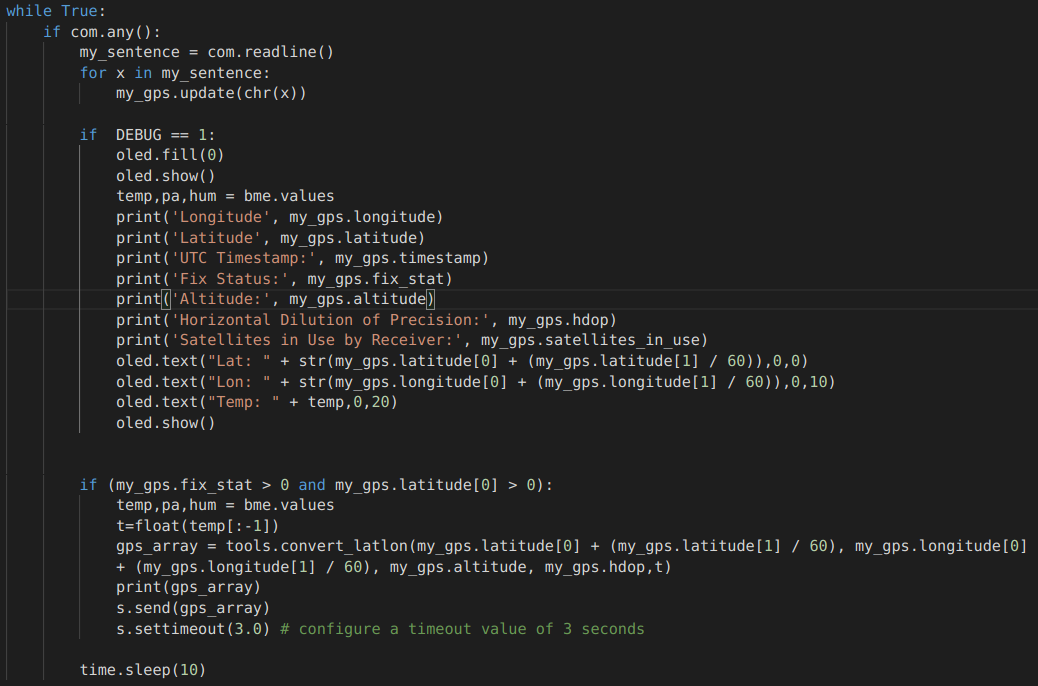 while True:
    if com.any():
        my_sentence = com.readline()
        for x in my_sentence:
            my_gps.update(chr(x))

        if  DEBUG == 1:
            oled.fill(0)
            oled.show()
            temp,pa,hum = bme.values
            print('Longitude', my_gps.longitude)
            print('Latitude', my_gps.latitude)
            print('UTC Timestamp:', my_gps.timestamp)
            print('Fix Status:', my_gps.fix_stat)
            print('Altitude:', my_gps.altitude)
            print('Horizontal Dilution of Precision:', my_gps.hdop)
            print('Satellites in Use by Receiver:', my_gps.satellites_in_use)
            oled.text("Lat: " + str(my_gps.latitude[0] + (my_gps.latitude[1] / 60)),0,0)
            oled.text("Lon: " + str(my_gps.longitude[0] + (my_gps.longitude[1] / 60)),0,10)
            oled.text("Temp: " + temp,0,20)
            oled.show()


        if (my_gps.fix_stat > 0 and my_gps.latitude[0] > 0):
            temp,pa,hum = bme.values
            t=float(temp[:-1])
            gps_array = tools.convert_latlon(my_gps.latitude[0] + (my_gps.latitude[1] / 60), my_gps.longitude[0]
            + (my_gps.longitude[1] / 60), my_gps.altitude, my_gps.hdop,t)
            print(gps_array)
            s.send(gps_array)
            s.settimeout(3.0) # configure a timeout value of 3 seconds

        time.sleep(10)